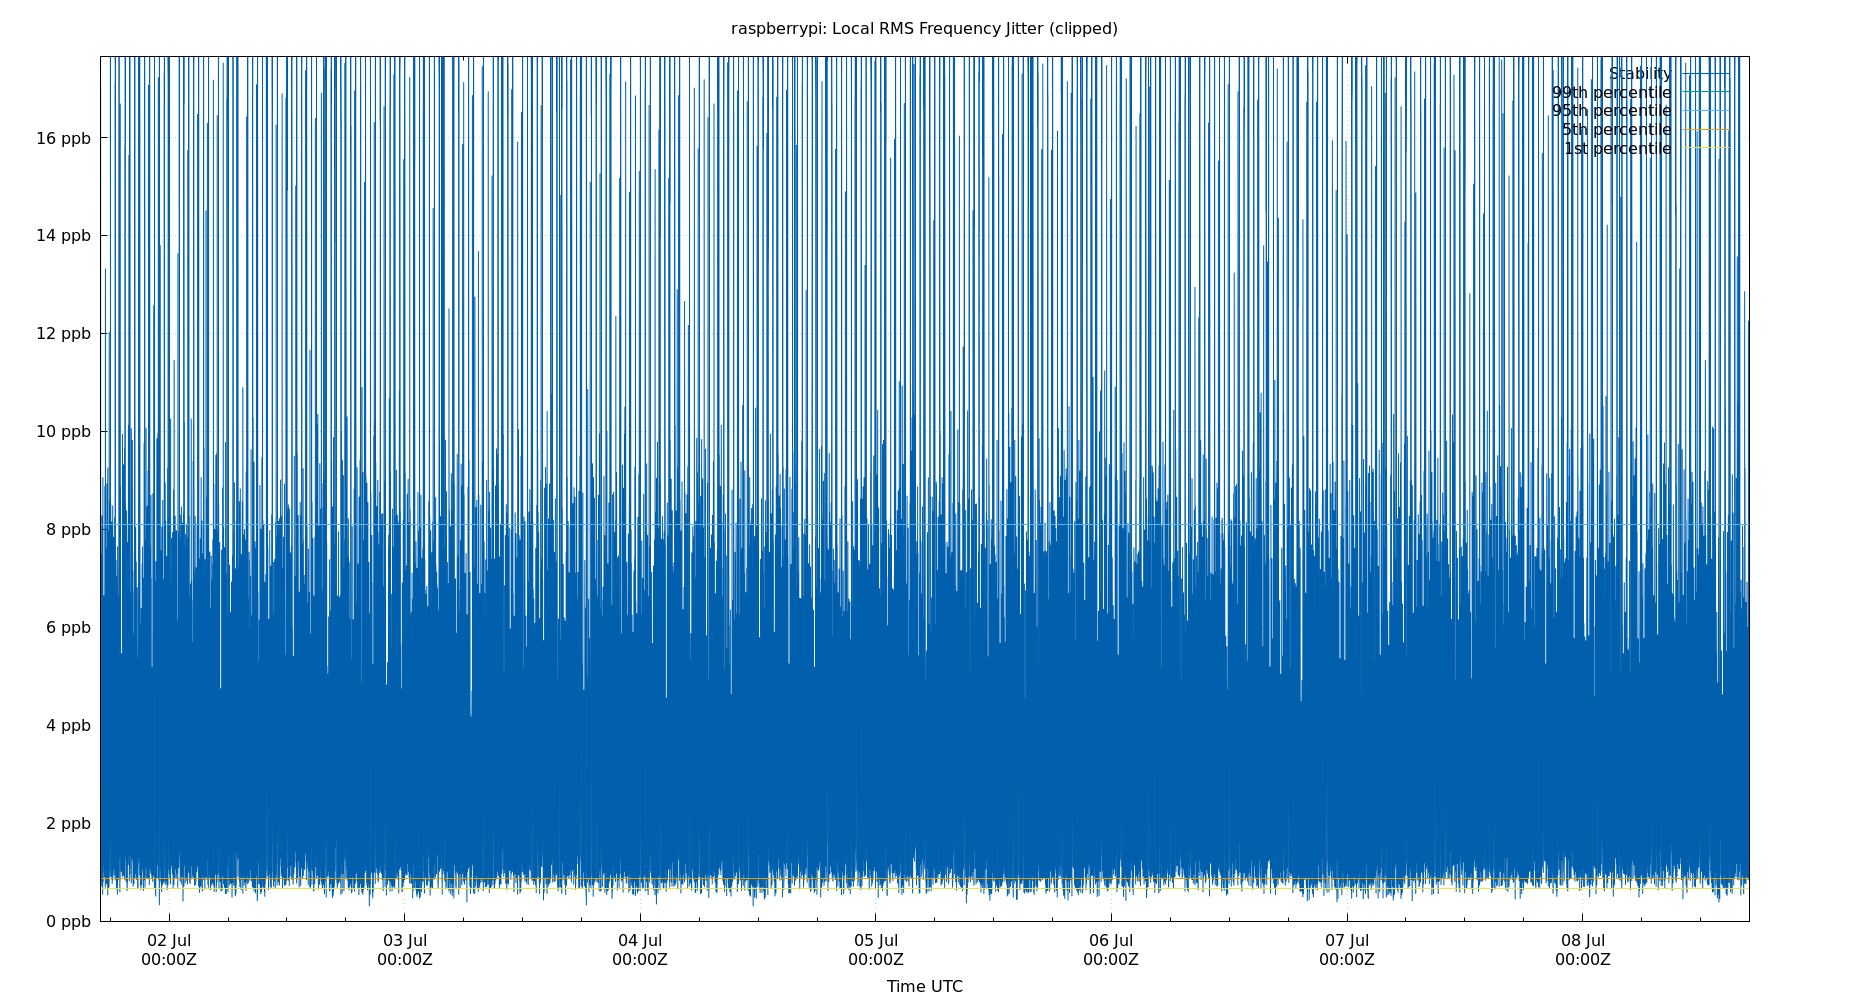 raspberrypi: Local RMS Frequency Jitter (clipped)
Stability
99th percentile
95th percentile
5th percentile
1st percentile
16 ppb
14 ppb
12 ppb
10 ppb
8 ppb
6 ppb
4 ppb
2 ppb
0 ppb
02 Jul 03 Jul 04 Jul 05 Jul 06 Jul 07 Jul 08 Jul
00:00Z 00:00Z 00:00Z 00:00Z 00:00Z 00:00Z 00:00Z
Time UTC